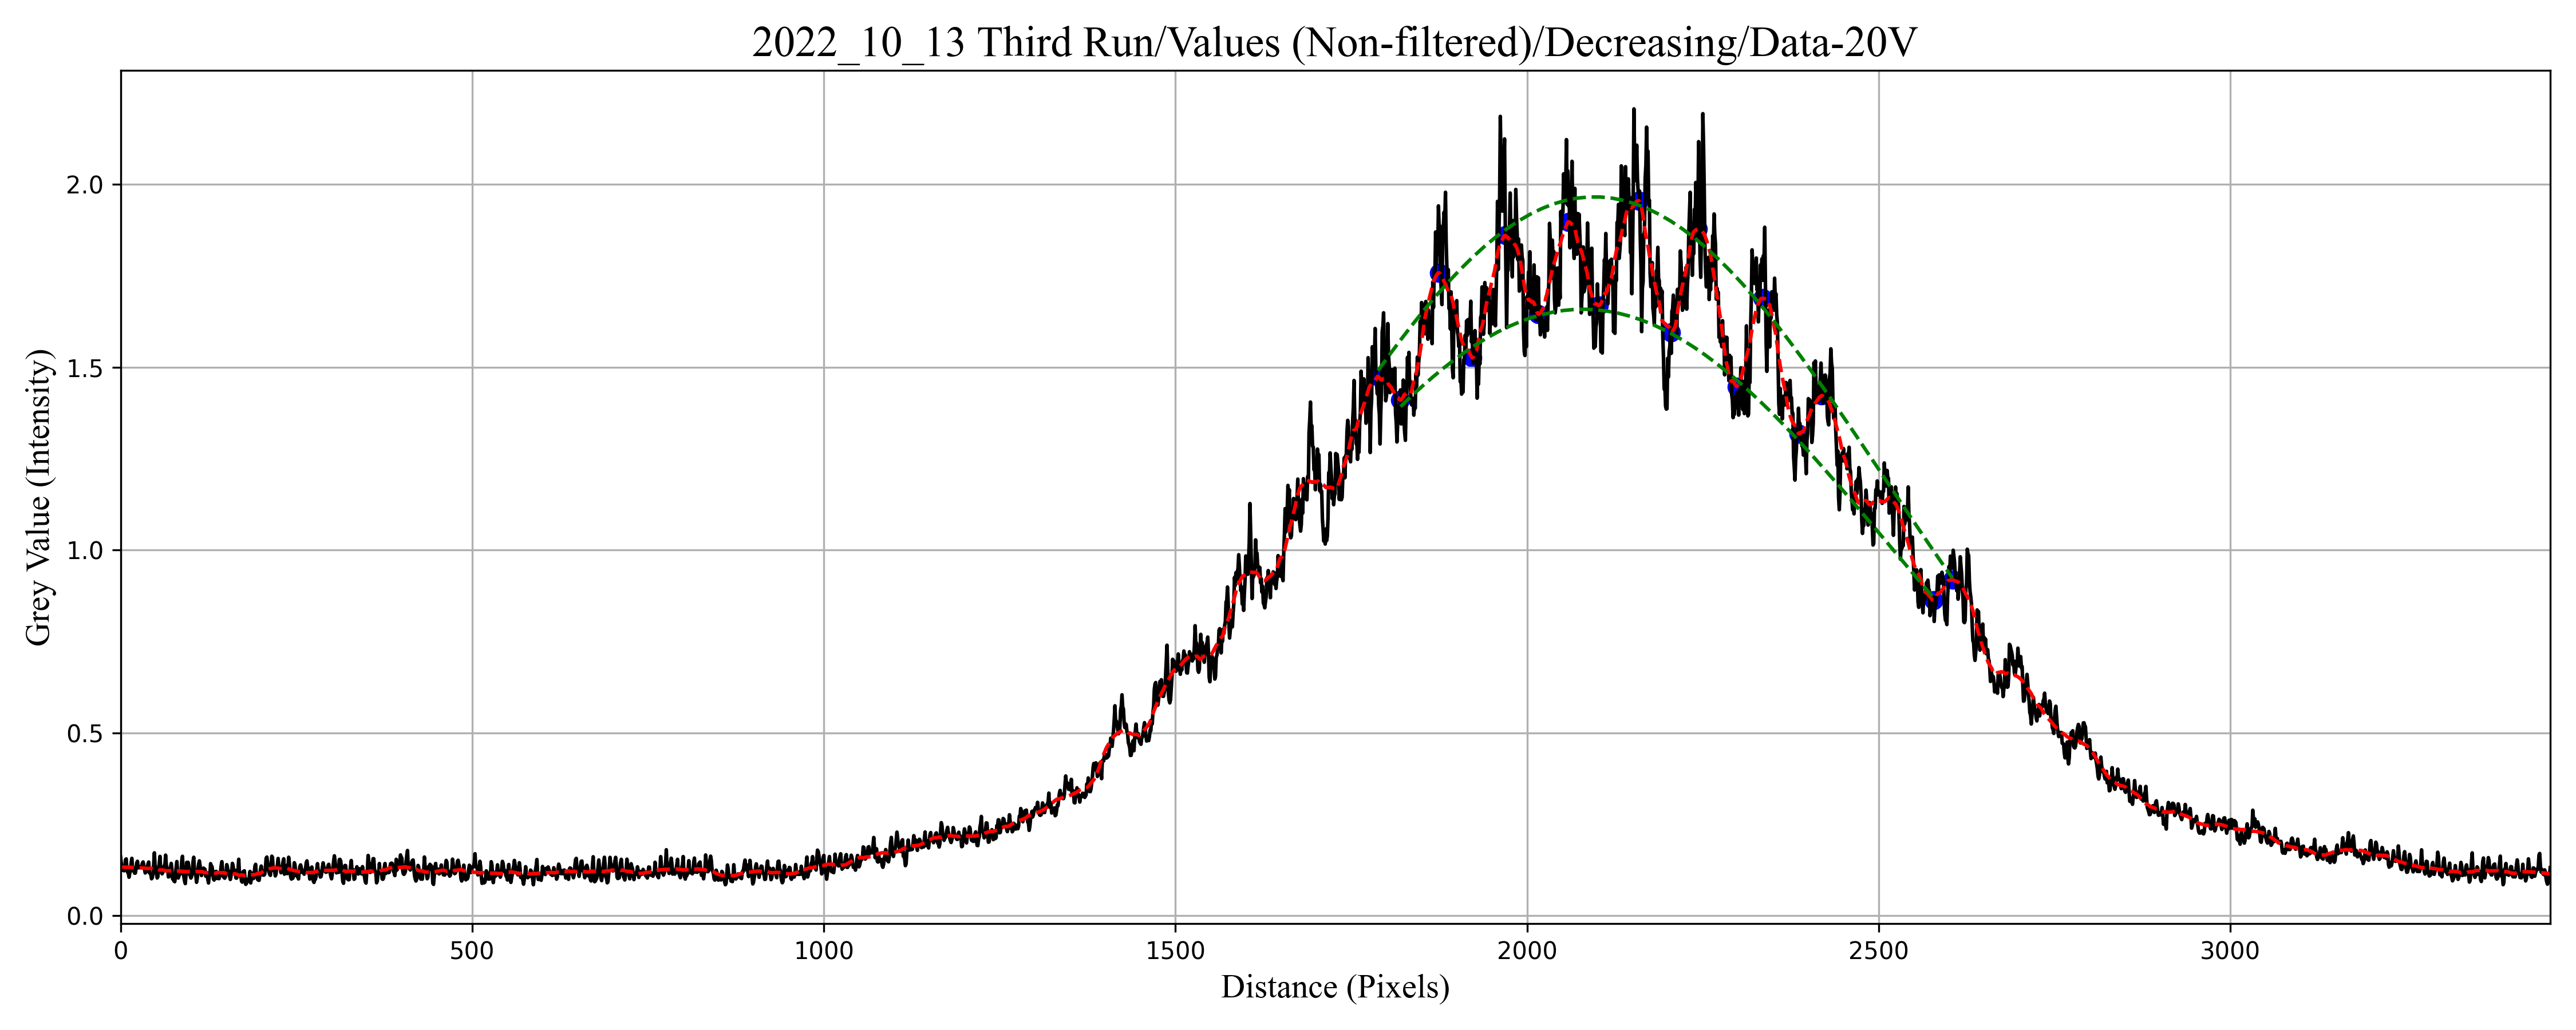 2022_10_13 Third Run/Values (Non-filtered)/Decreasing/Data-20V
Grey Value (Intensity)
2.0
1.5
1.0
0.5
0.0
0 500 1000 1500 2000 2500 3000
Distance (Pixels)